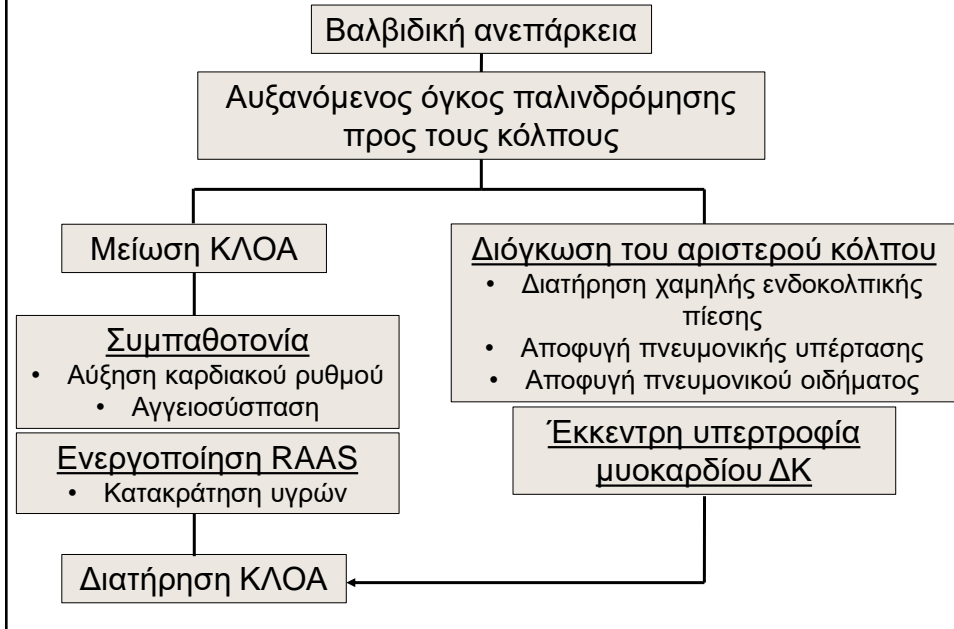 Βαλβιδική ανεπάρκεια
Αυξανόμενος όγκος παλινδρόμησης
προς τους κόλπους
Μείωση ΚΛΟΑ
Συμπαθοτονία
• Αύξηση καρδιακού ρυθμού
• Αγγειοσύσπαση
Ενεργοποίηση RAAS
• Κατακράτηση υγρών
Διόγκωση του αριστερού κόλπου
• Διατήρηση χαμηλής ενδοκολπικής
πίεσης
• Αποφυγή πνευμονικής υπέρτασης
• Αποφυγή πνευμονικού οιδήματος
Έκκεντρη υπερτροφία
μυοκαρδίου ΔΚ
Διατήρηση ΚΛΟΑ